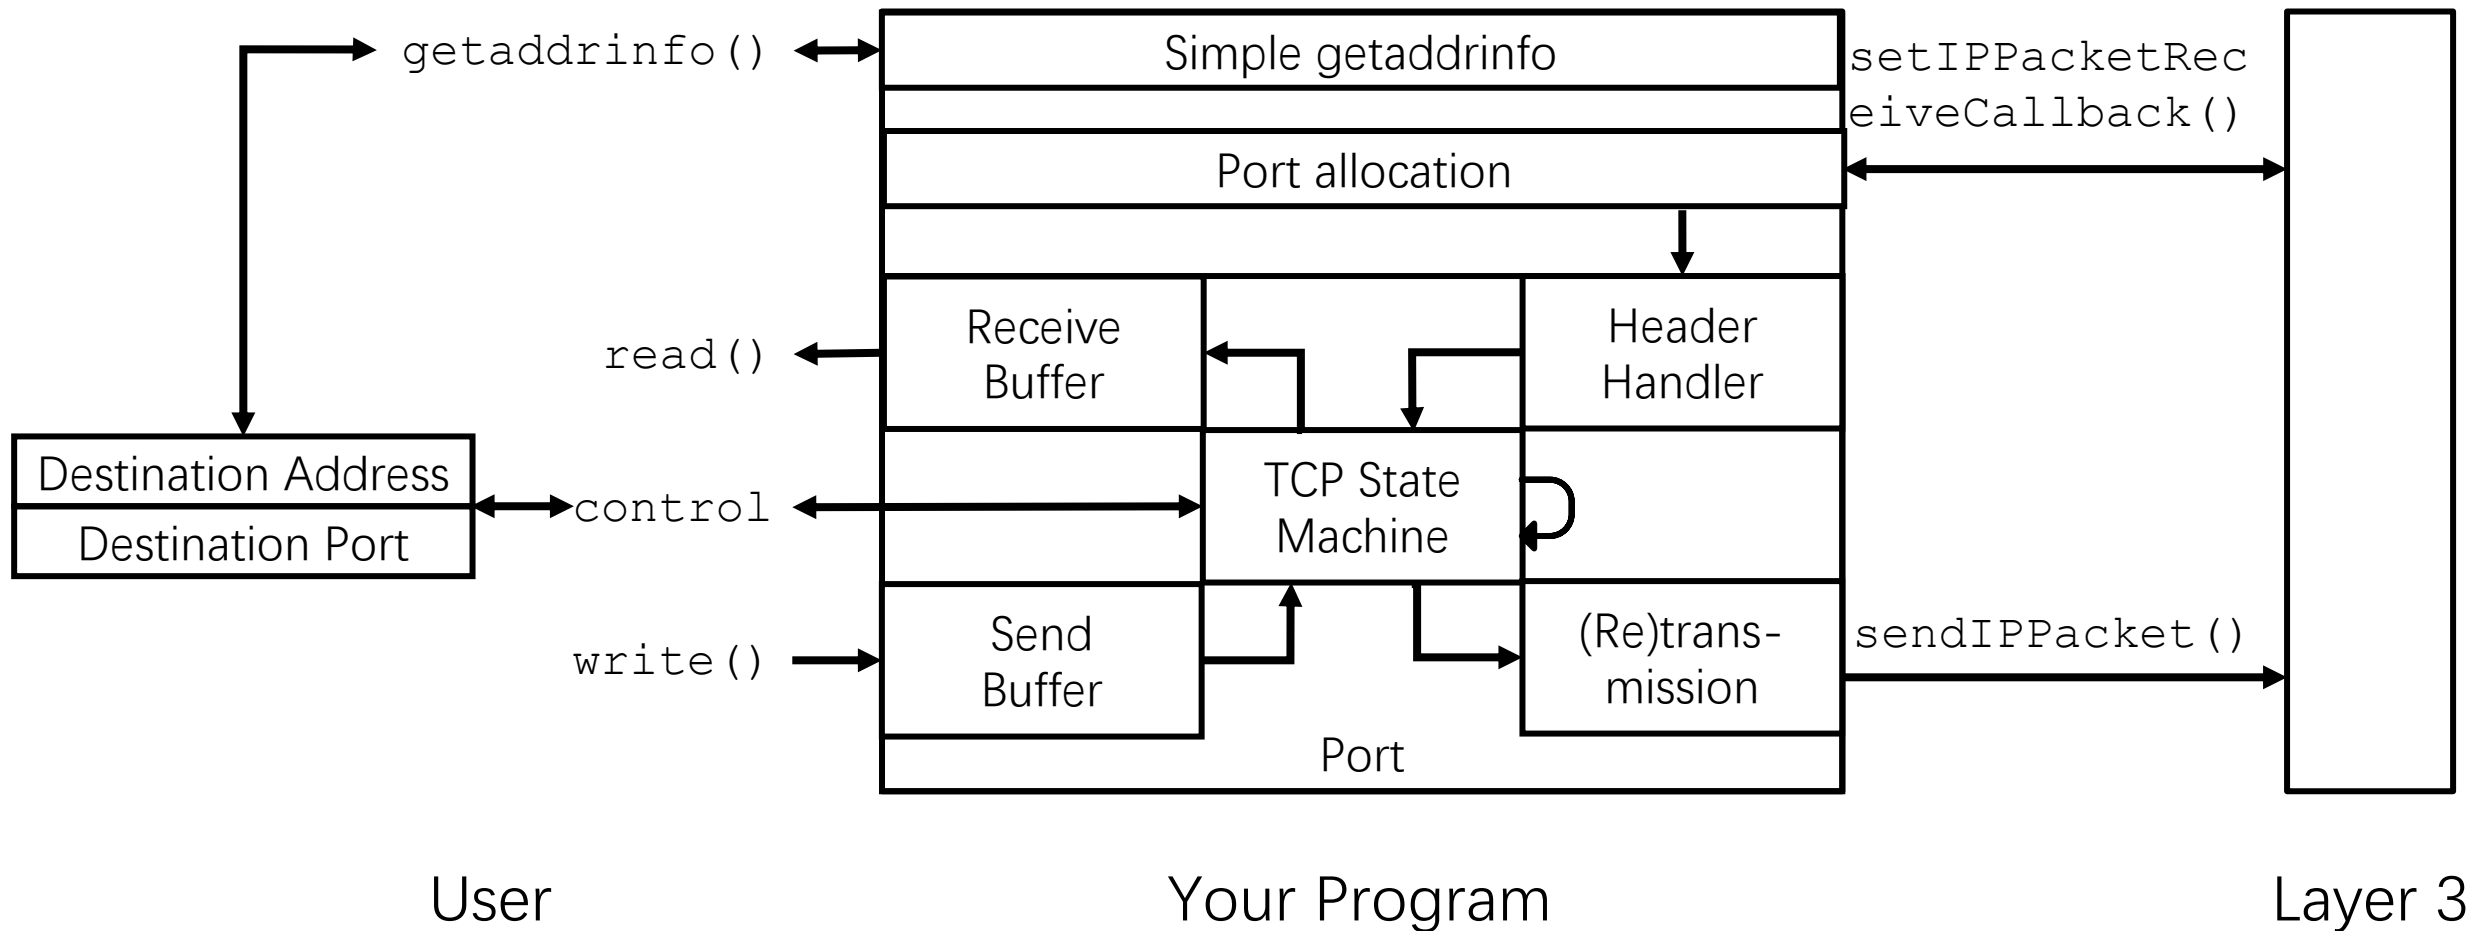 getaddrinfo()
Simple getaddrinfo
setIPPacketRec
eiveCallback()
Port allocation
read()
Receive
Buffer
Header
Handler
Destination Address
Destination Port
control
TCP State
Machine
write()
Send
Buffer
(Re)trans-
mission
sendIPPacket()
Port
User
Your Program
Layer 3